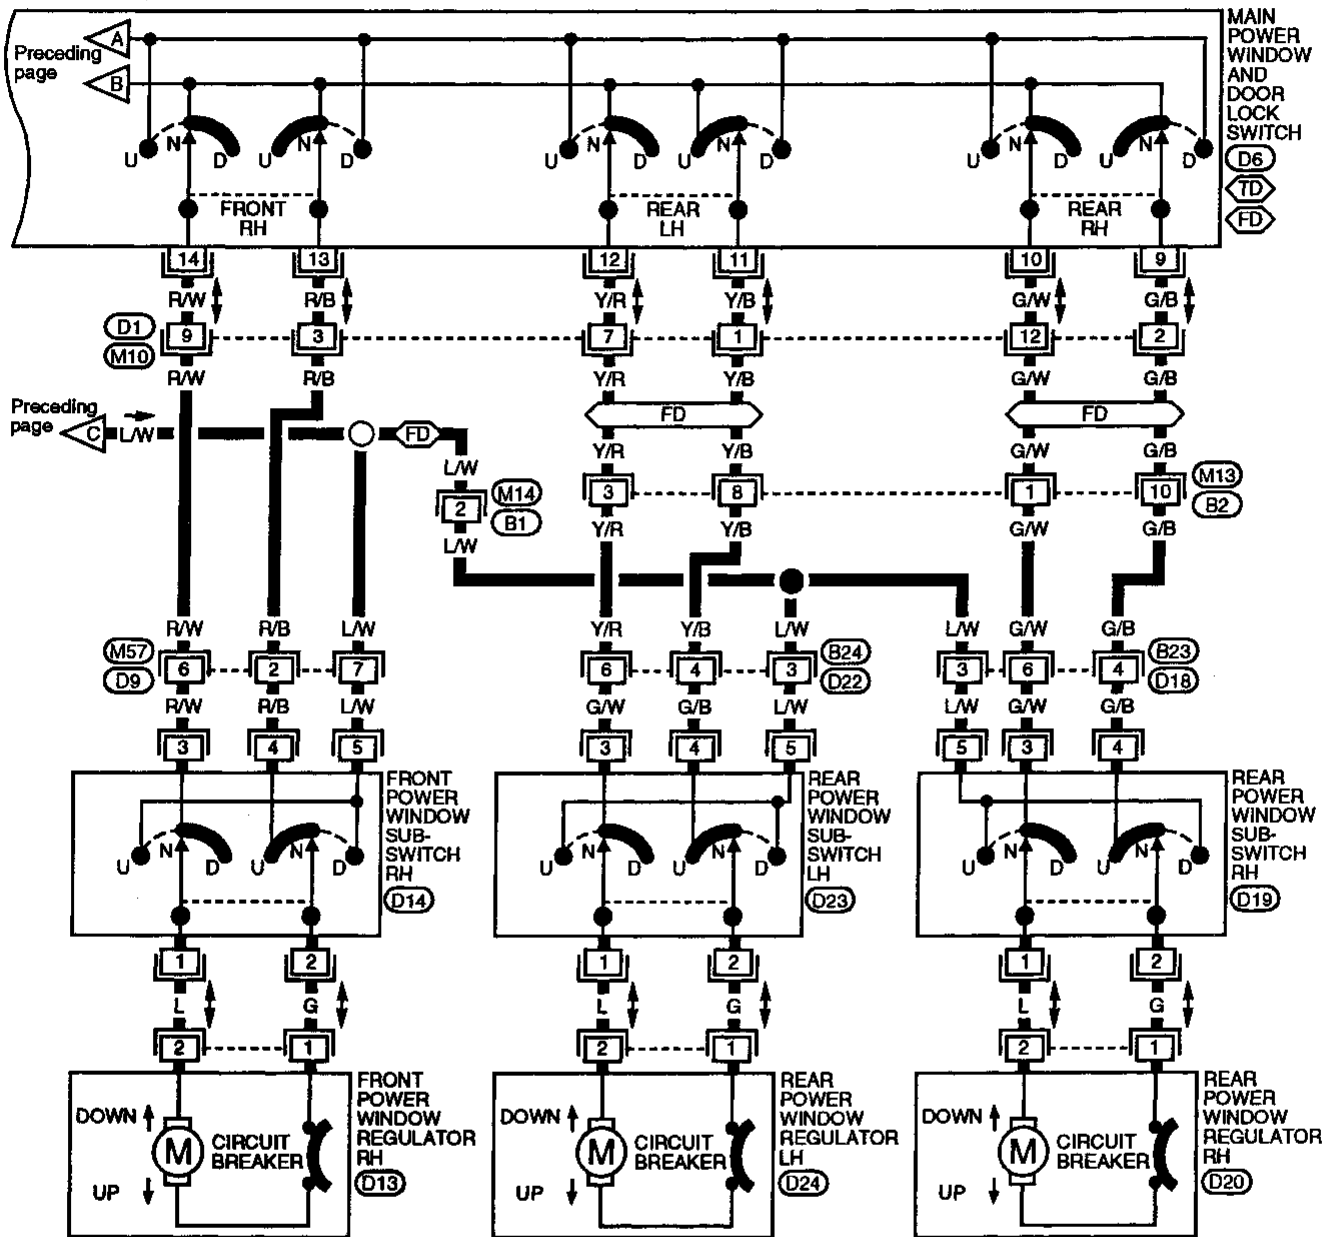 MAIN
POWER
WINDOW
AND
DOOR
LOCK
SWITCH
D6
TD
FD
Preceding
page
A
B
U N D U N D U N D U N D U N D U N D
FRONT
RH
REAR
LH
REAR
RH
14 13 12 11 10 9
R/W R/B Y/R Y/B G/W G/B
D1
M10
9 3 7 1 12 2
R/W R/B Y/R Y/B G/W G/B
Preceding
page
C L/W FD FD FD
L/W Y/R Y/B G/W G/B
M14
B1
2 3 8 1 10
M13
B2
L/W Y/R Y/B G/W G/B
R/W R/B L/W Y/R Y/B L/W L/W G/W G/B
M57
D9
6 2 7 6 4 3
B24
D22
3 6 4
B23
D18
R/W R/B L/W G/W G/B L/W L/W G/W G/B
3 4 5 3 4 5 5 3 4
FRONT
POWER
WINDOW
SUB-
SWITCH
RH
D14
U N D U N D
REAR
POWER
WINDOW
SUB-
SWITCH
LH
D23
U N D U N D
REAR
POWER
WINDOW
SUB-
SWITCH
RH
D19
U N D U N D
1 2 1 2 1 2
L G L G L G
2 1 2 1 2 1
DOWN
M
CIRCUIT
BREAKER
UP
FRONT
POWER
WINDOW
REGULATOR
RH
D13
DOWN
M
CIRCUIT
BREAKER
UP
REAR
POWER
WINDOW
REGULATOR
LH
D24
DOWN
M
CIRCUIT
BREAKER
UP
REAR
POWER
WINDOW
REGULATOR
RH
D20